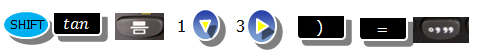 SHIFT tan 1 3 ) = °,,,